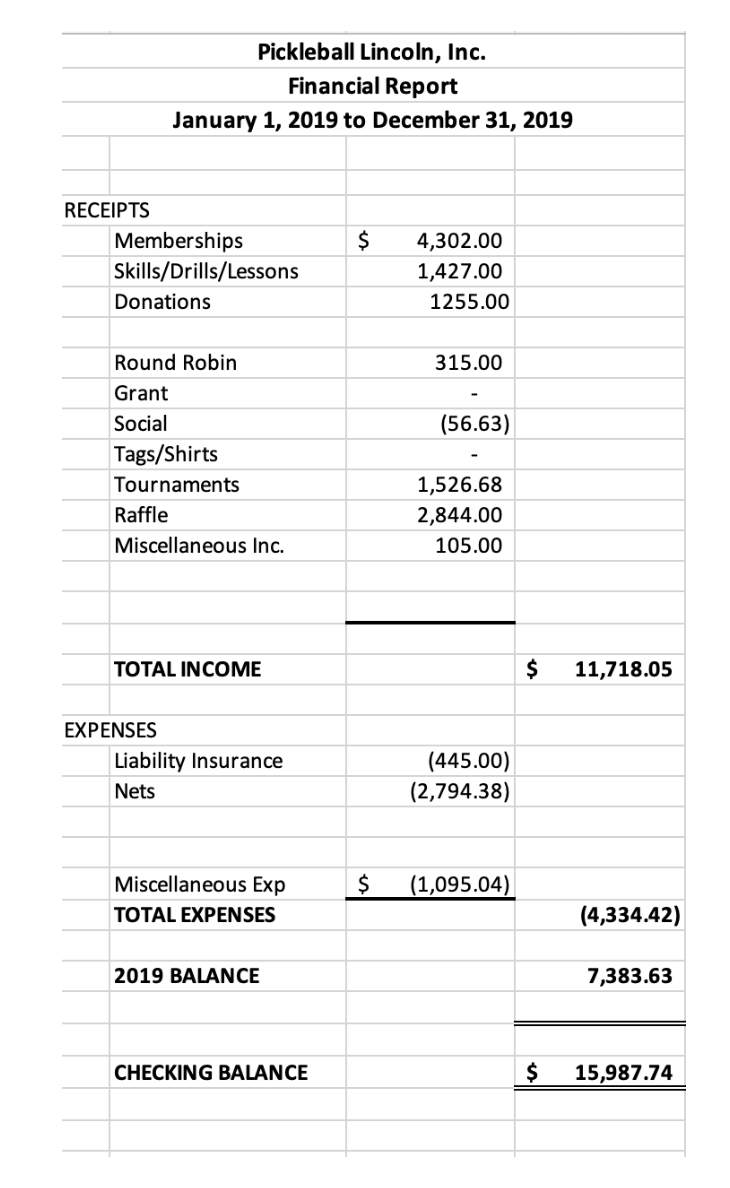 Pickleball Lincoln, Inc.
Financial Report
January 1, 2019 to December 31, 2019
RECEIPTS
Memberships $ 4,302.00
Skills/Drills/Lessons 1,427.00
Donations 1255.00
Round Robin 315.00
Grant -
Social (56.63)
Tags/Shirts -
Tournaments 1,526.68
Raffle 2,844.00
Miscellaneous Inc. 105.00
TOTAL INCOME $ 11,718.05
EXPENSES
Liability Insurance (445.00)
Nets (2,794.38)
Miscellaneous Exp $ (1,095.04)
TOTAL EXPENSES (4,334.42)
2019 BALANCE 7,383.63
CHECKING BALANCE $ 15,987.74